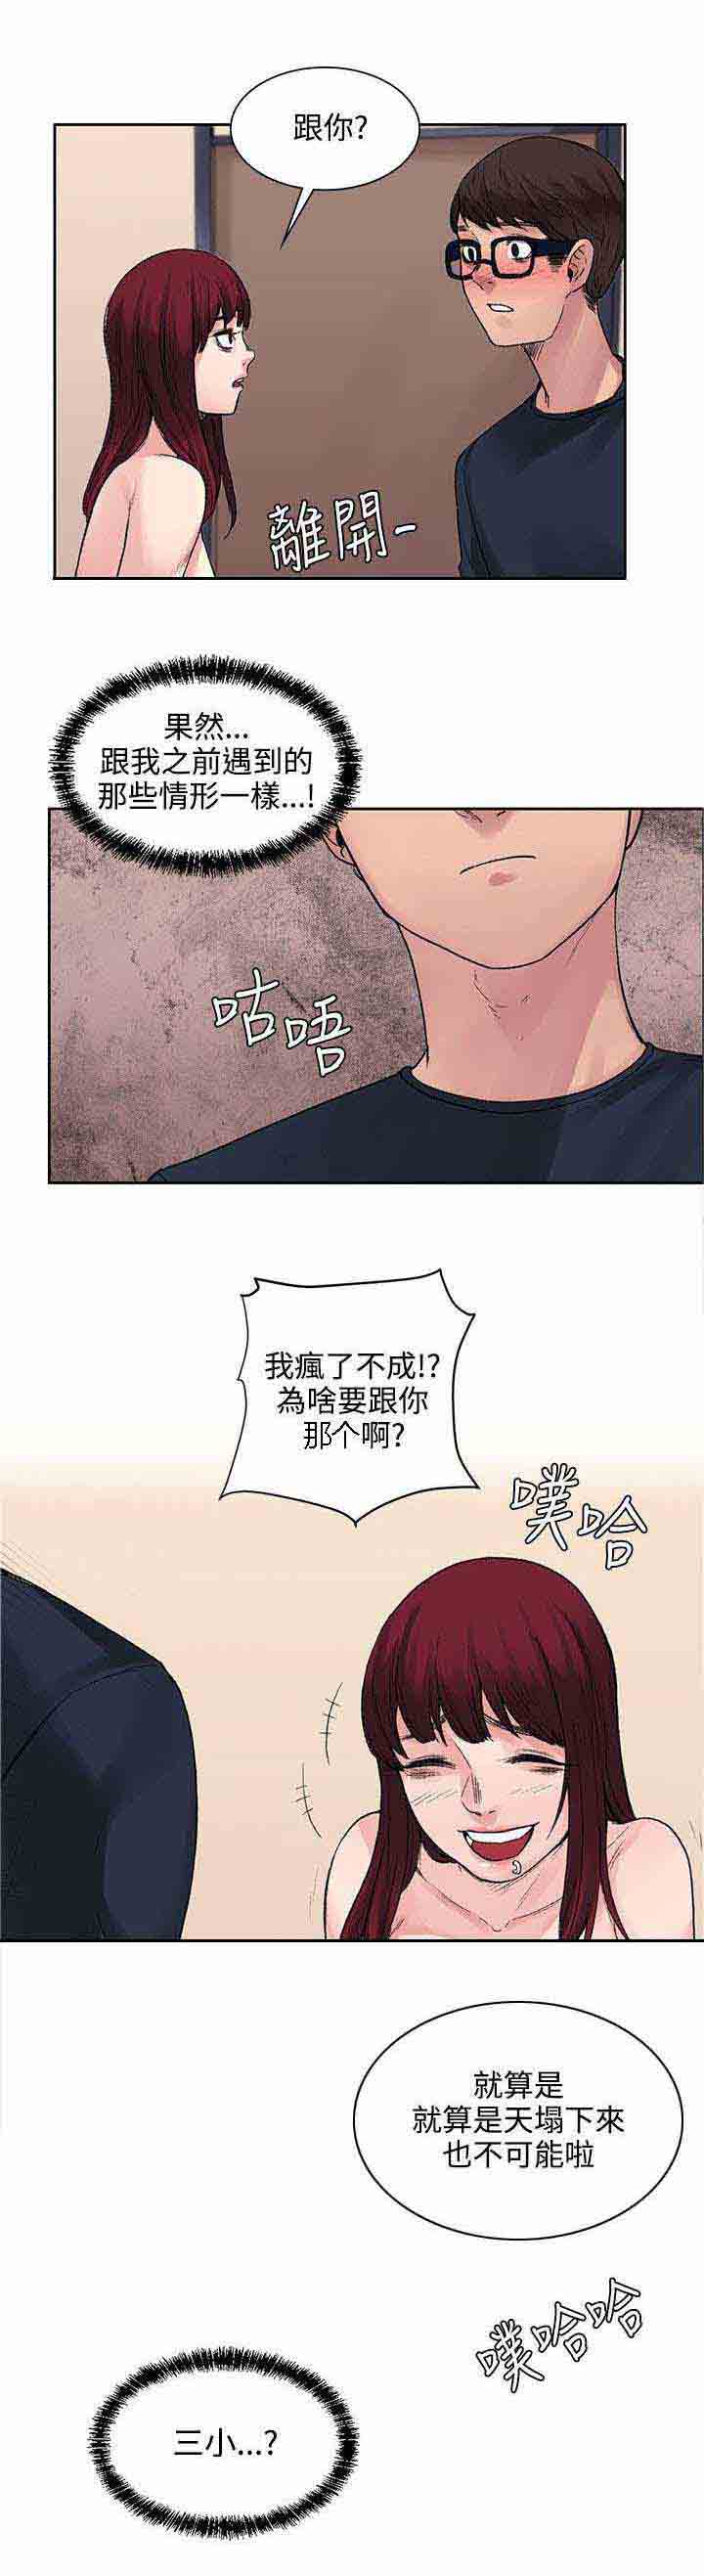 跟你?
離開-
果然...
跟我之前遇到的
那些情形一樣...!
咕唔
我瘋了不成!?
為啥要跟你
那个啊?
噗哈
就算是
就算是天塌下來
也不可能啦
噗哈哈
三小...?